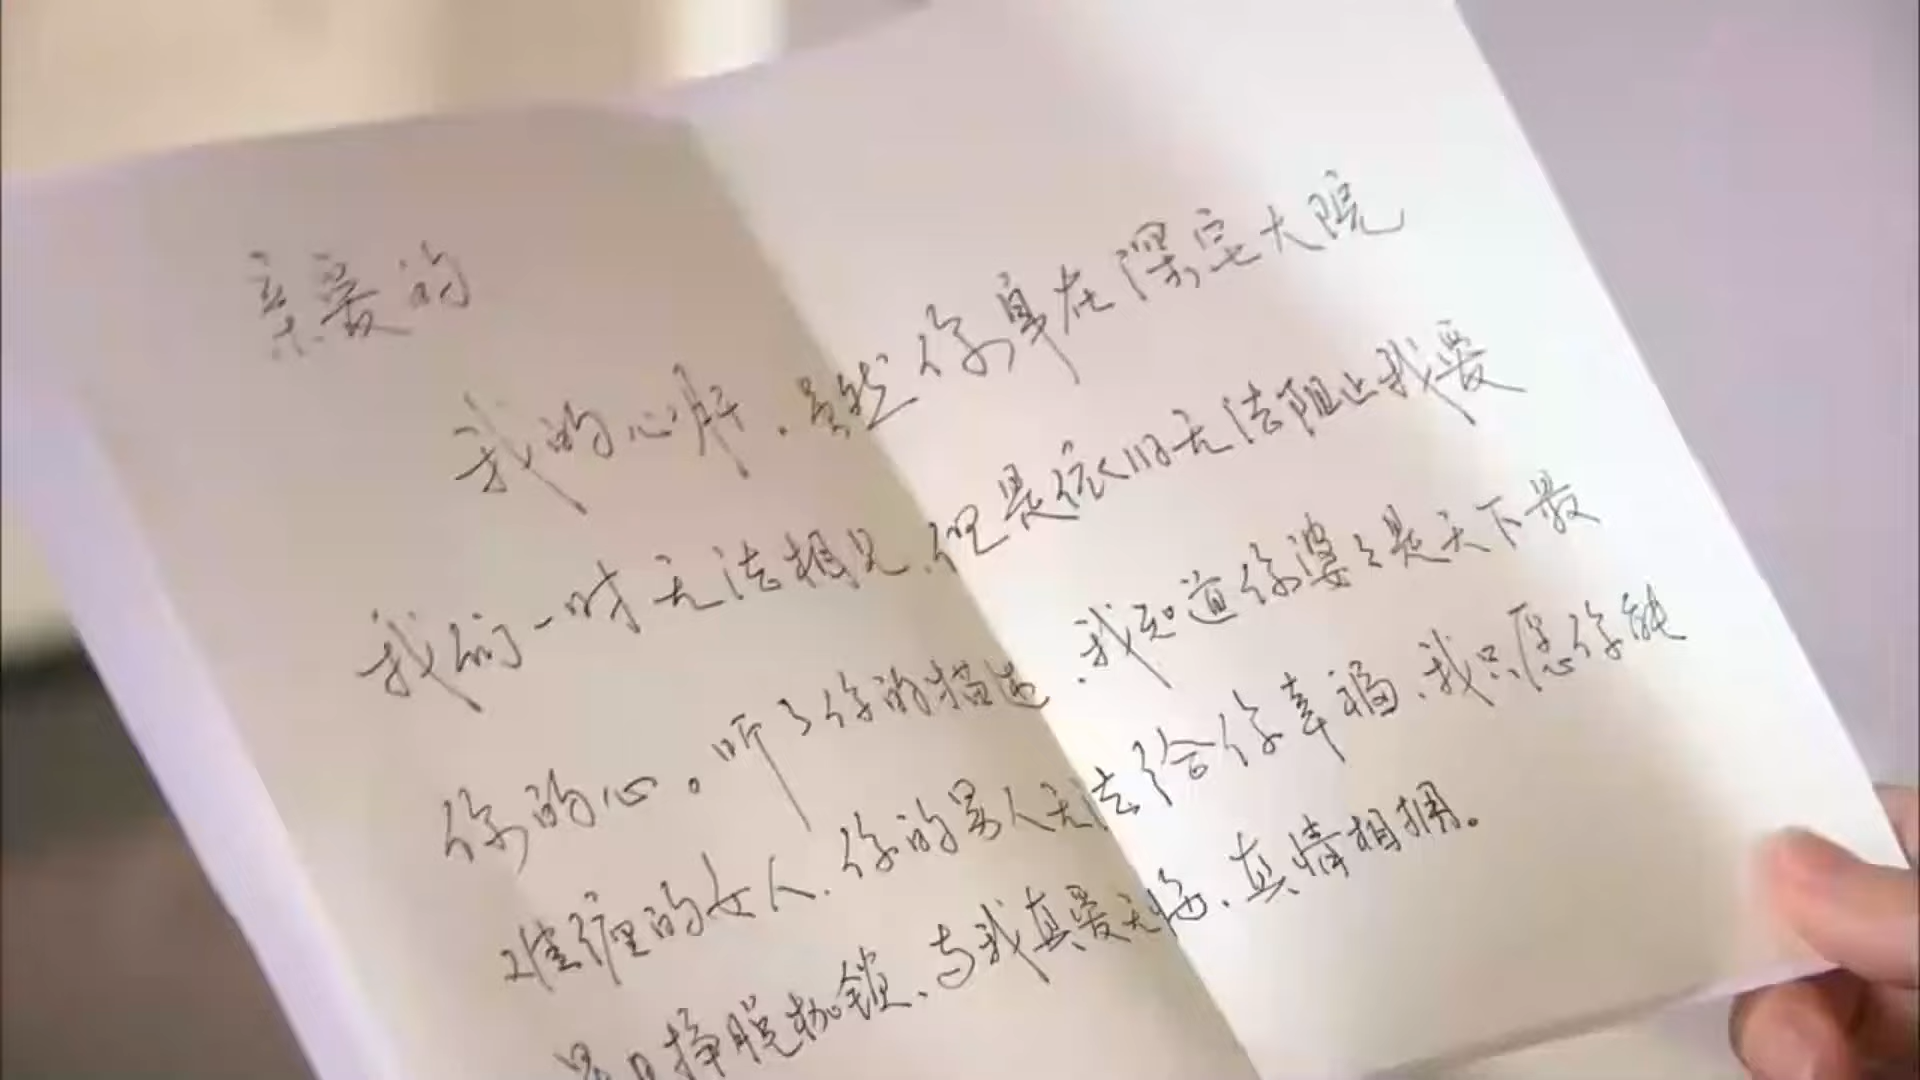 亲爱的
我的心肝，虽然你身在深宅大院
我们一时无法相见，但是依旧无法阻止我爱
你的心。听了你的描述，我知道你婆婆是天下最
难缠的女人，你的男人无法给你幸福，我只愿你能
早日挣脱枷锁，与我真爱无悔，真情相拥。